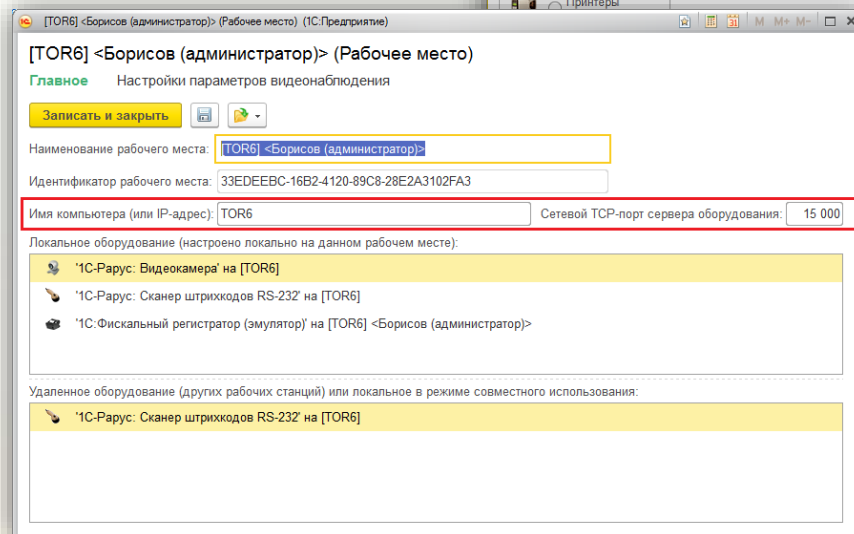 Принтеры
[TOR6] <Борисов (администратор)> (Рабочее место) (1С:Предприятие)
M M+ M-
[TOR6] <Борисов (администратор)> (Рабочее место)
Главное Настройки параметров видеонаблюдения
Записать и закрыть
Наименование рабочего места: [TOR6] <Борисов (администратор)>
Идентификатор рабочего места: 33EDEEBC-16B2-4120-89C8-28E2A3102FA3
Имя компьютера (или IP-адрес): TOR6 Сетевой TCP-порт сервера оборудования: 15 000
Локальное оборудование (настроено локально на данном рабочем месте):
'1С-Рарус: Видеокамера' на [TOR6]
'1С-Рарус: Сканер штрихкодов RS-232' на [TOR6]
'1С:Фискальный регистратор (эмулятор)' на [TOR6] <Борисов (администратор)>
Удаленное оборудование (других рабочих станций) или локальное в режиме совместного использования:
'1С-Рарус: Сканер штрихкодов RS-232' на [TOR6]